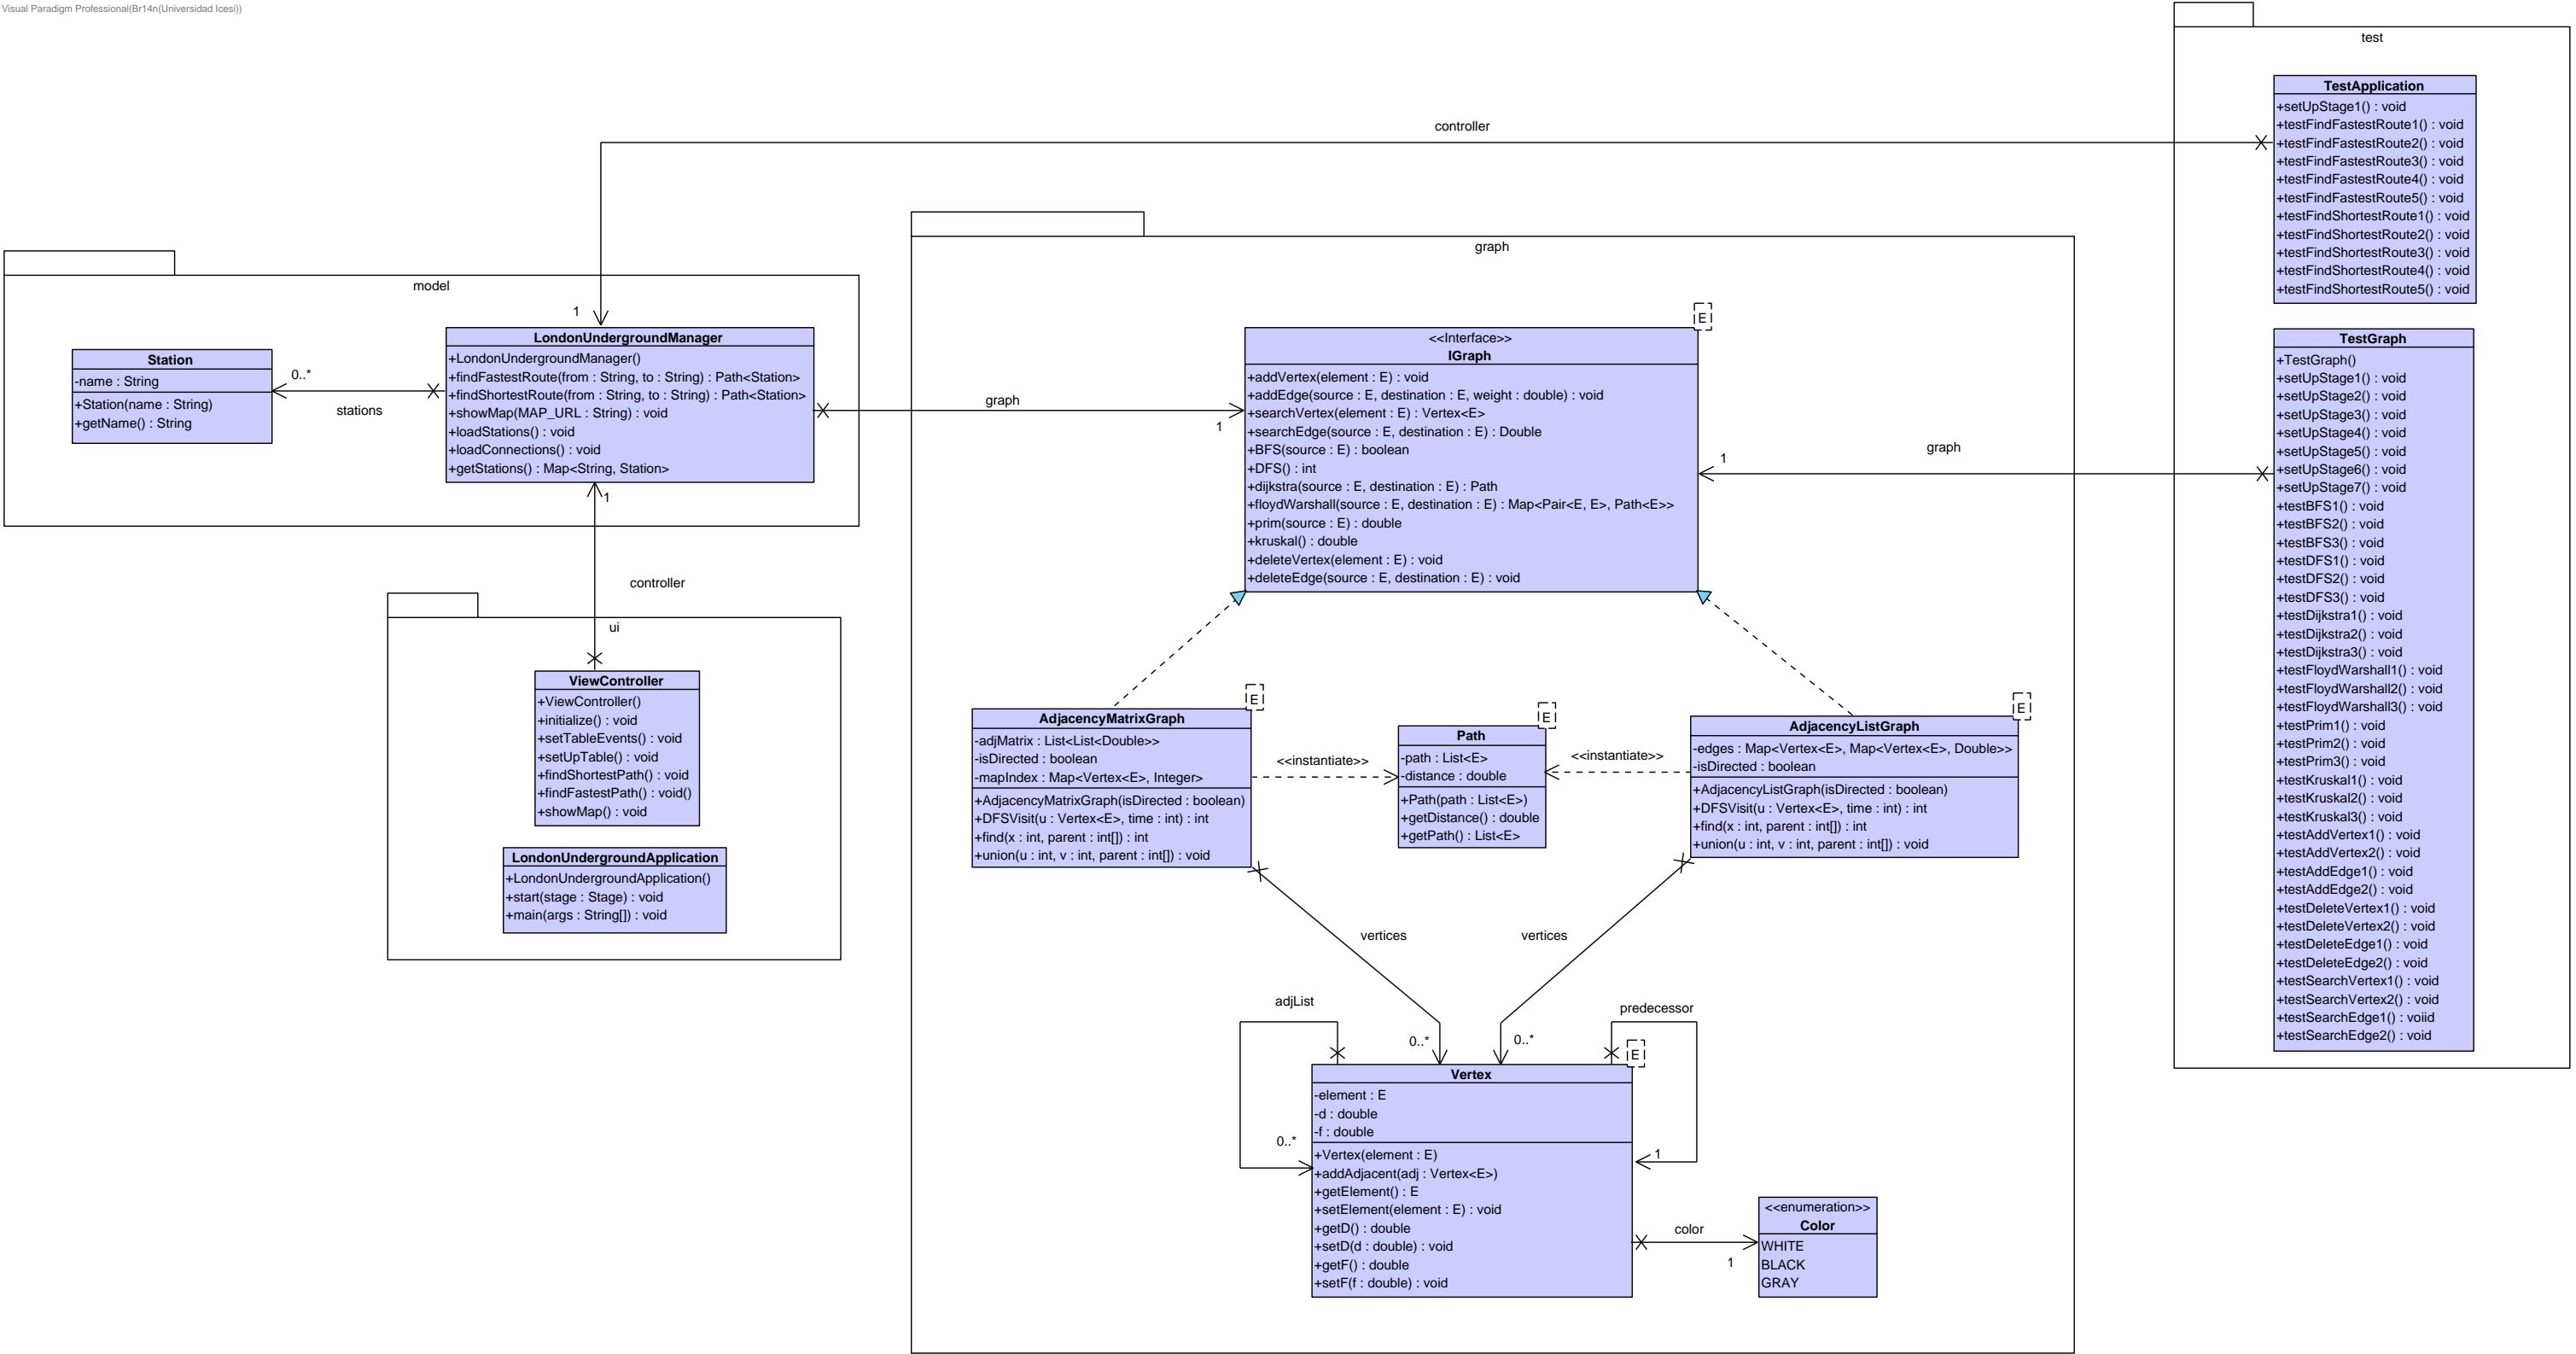 Visual Paradigm Professional(Br14n(Universidad Icesi))
test
TestApplication
+setUpStage1() : void
+testFindFastestRoute1() : void
+testFindFastestRoute2() : void
+testFindFastestRoute3() : void
+testFindFastestRoute4() : void
+testFindFastestRoute5() : void
+testFindShortestRoute1() : void
+testFindShortestRoute2() : void
+testFindShortestRoute3() : void
+testFindShortestRoute4() : void
+testFindShortestRoute5() : void
controller
1
model
Station
-name : String
+Station(name : String)
+getName() : String
0..*
stations
LondonUndergroundManager
+LondonUndergroundManager()
+findFastestRoute(from : String, to : String) : Path<Station>
+findShortestRoute(from : String, to : String) : Path<Station>
+showMap(MAP_URL : String) : void
+loadStations() : void
+loadConnections() : void
+getStations() : Map<String, Station>
1
controller
graph
1
ui
ViewController
+ViewController()
+initialize() : void
+setTableEvents() : void
+setUpTable() : void
+findShortestPath() : void
+findFastestPath() : void()
+showMap() : void
LondonUndergroundApplication
+LondonUndergroundApplication()
+start(stage : Stage) : void
+main(args : String[]) : void
graph
E
<<Interface>>
IGraph
+addVertex(element : E) : void
+addEdge(source : E, destination : E, weight : double) : void
+searchVertex(element : E) : Vertex<E>
+searchEdge(source : E, destination : E) : Double
+BFS(source : E) : boolean
+DFS() : int
+dijkstra(source : E, destination : E) : Path
+floydWarshall(source : E, destination : E) : Map<Pair<E, E>, Path<E>>
+prim(source : E) : double
+kruskal() : double
+deleteVertex(element : E) : void
+deleteEdge(source : E, destination : E) : void
1
graph
TestGraph
+TestGraph()
+setUpStage1() : void
+setUpStage2() : void
+setUpStage3() : void
+setUpStage4() : void
+setUpStage5() : void
+setUpStage6() : void
+setUpStage7() : void
+testBFS1() : void
+testBFS2() : void
+testBFS3() : void
+testDFS1() : void
+testDFS2() : void
+testDFS3() : void
+testDijkstra1() : void
+testDijkstra2() : void
+testDijkstra3() : void
+testFloydWarshall1() : void
+testFloydWarshall2() : void
+testFloydWarshall3() : void
+testPrim1() : void
+testPrim2() : void
+testPrim3() : void
+testKruskal1() : void
+testKruskal2() : void
+testKruskal3() : void
+testAddVertex1() : void
+testAddVertex2() : void
+testAddEdge1() : void
+testAddEdge2() : void
+testDeleteVertex1() : void
+testDeleteVertex2() : void
+testDeleteEdge1() : void
+testDeleteEdge2() : void
+testSearchVertex1() : void
+testSearchVertex2() : void
+testSearchEdge1() : voiid
+testSearchEdge2() : void
E
AdjacencyMatrixGraph
-adjMatrix : List<List<Double>>
-isDirected : boolean
-mapIndex : Map<Vertex<E>, Integer>
+AdjacencyMatrixGraph(isDirected : boolean)
+DFSVisit(u : Vertex<E>, time : int) : int
+find(x : int, parent : int[]) : int
+union(u : int, v : int, parent : int[]) : void
<<instantiate>>
E
Path
-path : List<E>
-distance : double
+Path(path : List<E>)
+getDistance() : double
+getPath() : List<E>
<<instantiate>>
E
AdjacencyListGraph
-edges : Map<Vertex<E>, Map<Vertex<E>, Double>>
-isDirected : boolean
+AdjacencyListGraph(isDirected : boolean)
+DFSVisit(u : Vertex<E>, time : int) : int
+find(x : int, parent : int[]) : int
+union(u : int, v : int, parent : int[]) : void
vertices
vertices
adjList
predecessor
0..*
0..*
E
Vertex
-element : E
-d : double
-f : double
+Vertex(element : E)
+addAdjacent(adj : Vertex<E>)
+getElement() : E
+setElement(element : E) : void
+getD() : double
+setD(d : double) : void
+getF() : double
+setF(f : double) : void
0..*
1
color
1
<<enumeration>>
Color
WHITE
BLACK
GRAY